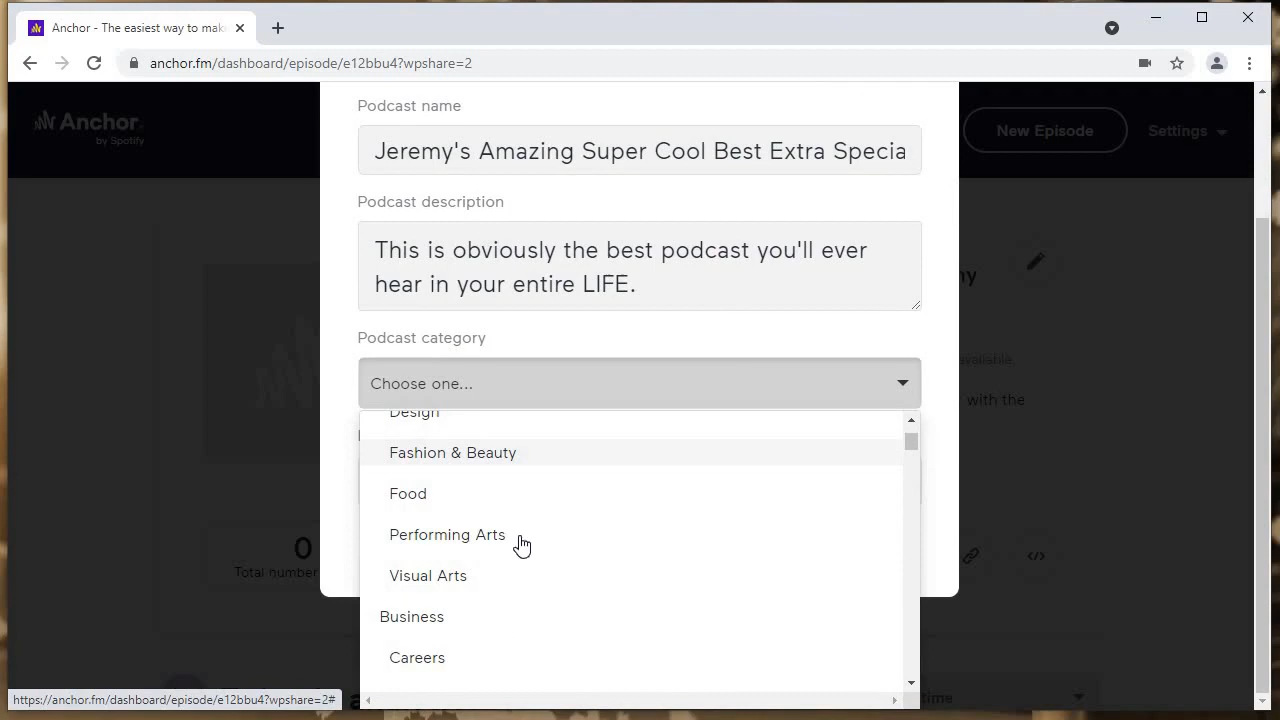 Anchor - The easiest way to mak
anchor.fm/dashboard/episode/e12bbu4?wpshare=2
Anchor
by Spotify
New Episode
Settings
Podcast name
Jeremy's Amazing Super Cool Best Extra Specia
Podcast description
This is obviously the best podcast you'll ever
hear in your entire LIFE.
Podcast category
Choose one...
Design
Fashion & Beauty
Food
Performing Arts
Visual Arts
Business
Careers
my
available.
with the
0
Total number
</>
time
https://anchor.fm/dashboard/episode/e12bbu4?wpshare=2#